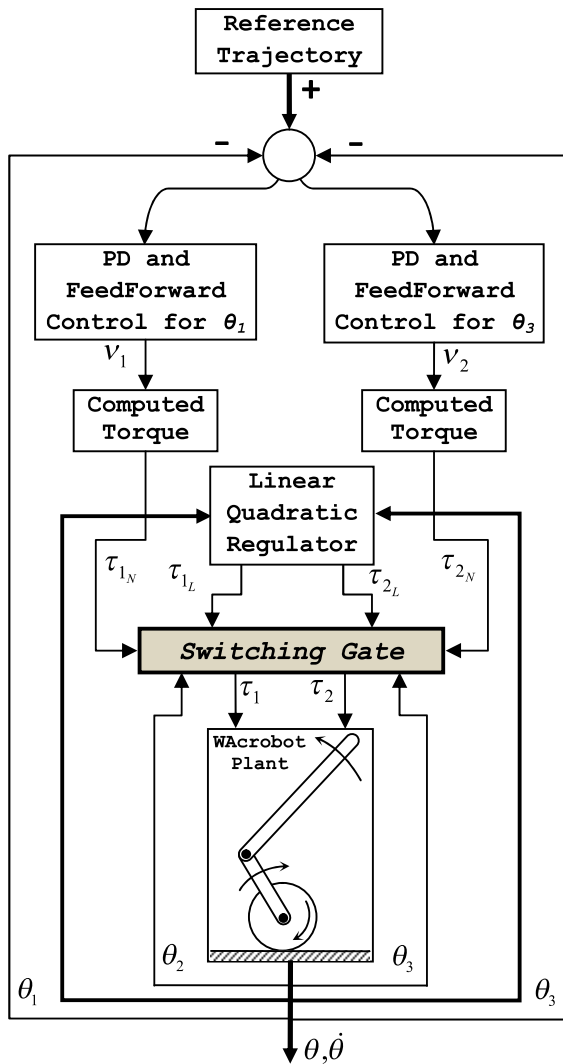 Reference
Trajectory
+
- -
PD and
FeedForward
Control for θ₁
PD and
FeedForward
Control for θ₃
ν₁
ν₂
Computed
Torque
Computed
Torque
Linear
Quadratic
Regulator
τ₁N
τ₁L
τ₂L
τ₂N
Switching Gate
τ₁
τ₂
WAcrobot
Plant
θ₂
θ₃
θ₁
θ₃
θ,θ̇